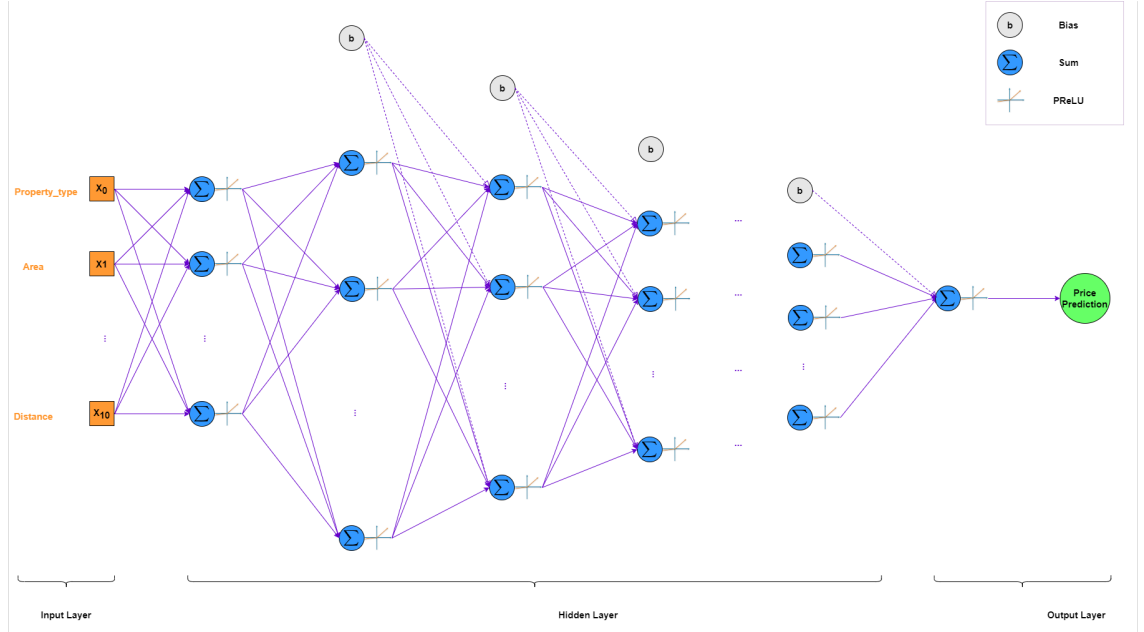 b
Bias
Σ
Sum
PReLU
b
b
b
b
Property_type
X0
Σ
Σ
Σ
Σ
Area
X1
Σ
Σ
Σ
Σ
...
Σ
Σ
...
Σ
Price
Prediction
...
...
...
...
...
...
...
Distance
X10
Σ
Σ
Σ
Σ
Σ
...
Σ
Input Layer
Hidden Layer
Output Layer